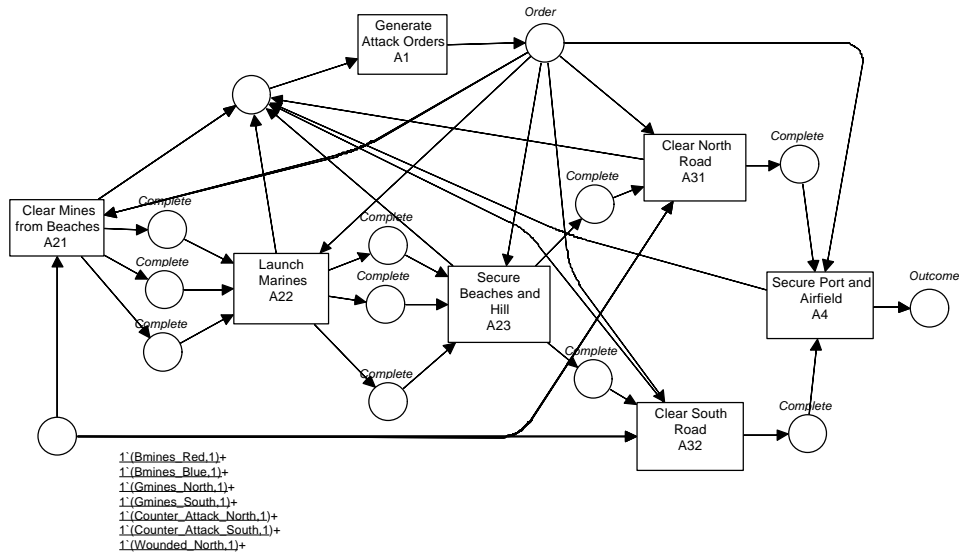 Order
Generate
Attack Orders
A1
Clear North
Road
A31
Complete
Complete
Clear Mines
from Beaches
A21
Complete
Complete
Complete
Launch
Marines
A22
Complete
Complete
Complete
Secure
Beaches and
Hill
A23
Secure Port and
Airfield
A4
Outcome
Complete
Clear South
Road
A32
Complete
1`(Bmines_Red,1)+
1`(Bmines_Blue,1)+
1`(Gmines_North,1)+
1`(Gmines_South,1)+
1`(Counter_Attack_North,1)+
1`(Counter_Attack_South,1)+
1`(Wounded_North,1)+